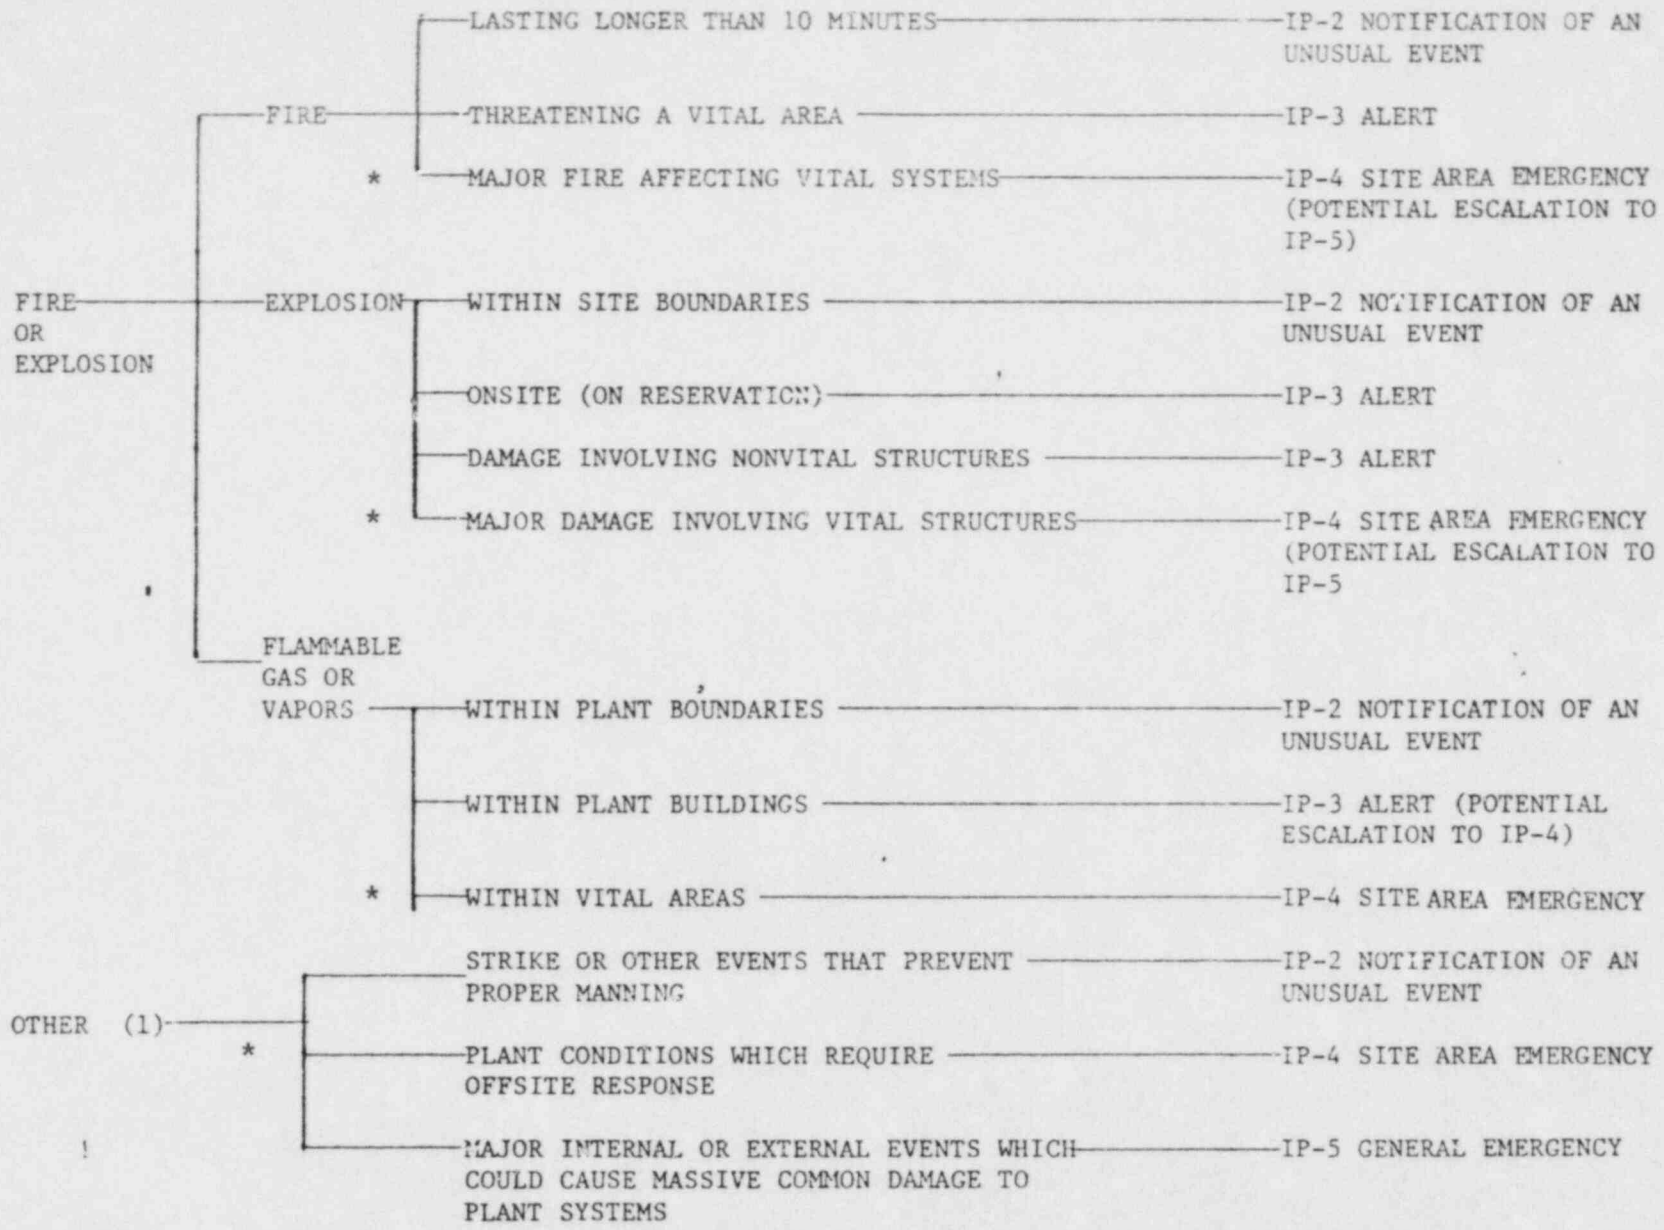 LASTING LONGER THAN 10 MINUTES IP-2 NOTIFICATION OF AN
UNUSUAL EVENT
FIRE THREATENING A VITAL AREA IP-3 ALERT
* MAJOR FIRE AFFECTING VITAL SYSTEMS IP-4 SITE AREA EMERGENCY
(POTENTIAL ESCALATION TO
IP-5)
FIRE EXPLOSION WITHIN SITE BOUNDARIES IP-2 NOTIFICATION OF AN
OR UNUSUAL EVENT
EXPLOSION
ONSITE (ON RESERVATION) IP-3 ALERT
DAMAGE INVOLVING NONVITAL STRUCTURES IP-3 ALERT
* MAJOR DAMAGE INVOLVING VITAL STRUCTURES IP-4 SITE AREA EMERGENCY
(POTENTIAL ESCALATION TO
IP-5
FLAMMABLE
GAS OR
VAPORS WITHIN PLANT BOUNDARIES IP-2 NOTIFICATION OF AN
UNUSUAL EVENT
WITHIN PLANT BUILDINGS IP-3 ALERT (POTENTIAL
ESCALATION TO IP-4)
* WITHIN VITAL AREAS IP-4 SITE AREA EMERGENCY
STRIKE OR OTHER EVENTS THAT PREVENT IP-2 NOTIFICATION OF AN
PROPER MANNING UNUSUAL EVENT
OTHER (1)
* PLANT CONDITIONS WHICH REQUIRE IP-4 SITE AREA EMERGENCY
OFFSITE RESPONSE
MAJOR INTERNAL OR EXTERNAL EVENTS WHICH IP-5 GENERAL EMERGENCY
COULD CAUSE MASSIVE COMMON DAMAGE TO
PLANT SYSTEMS